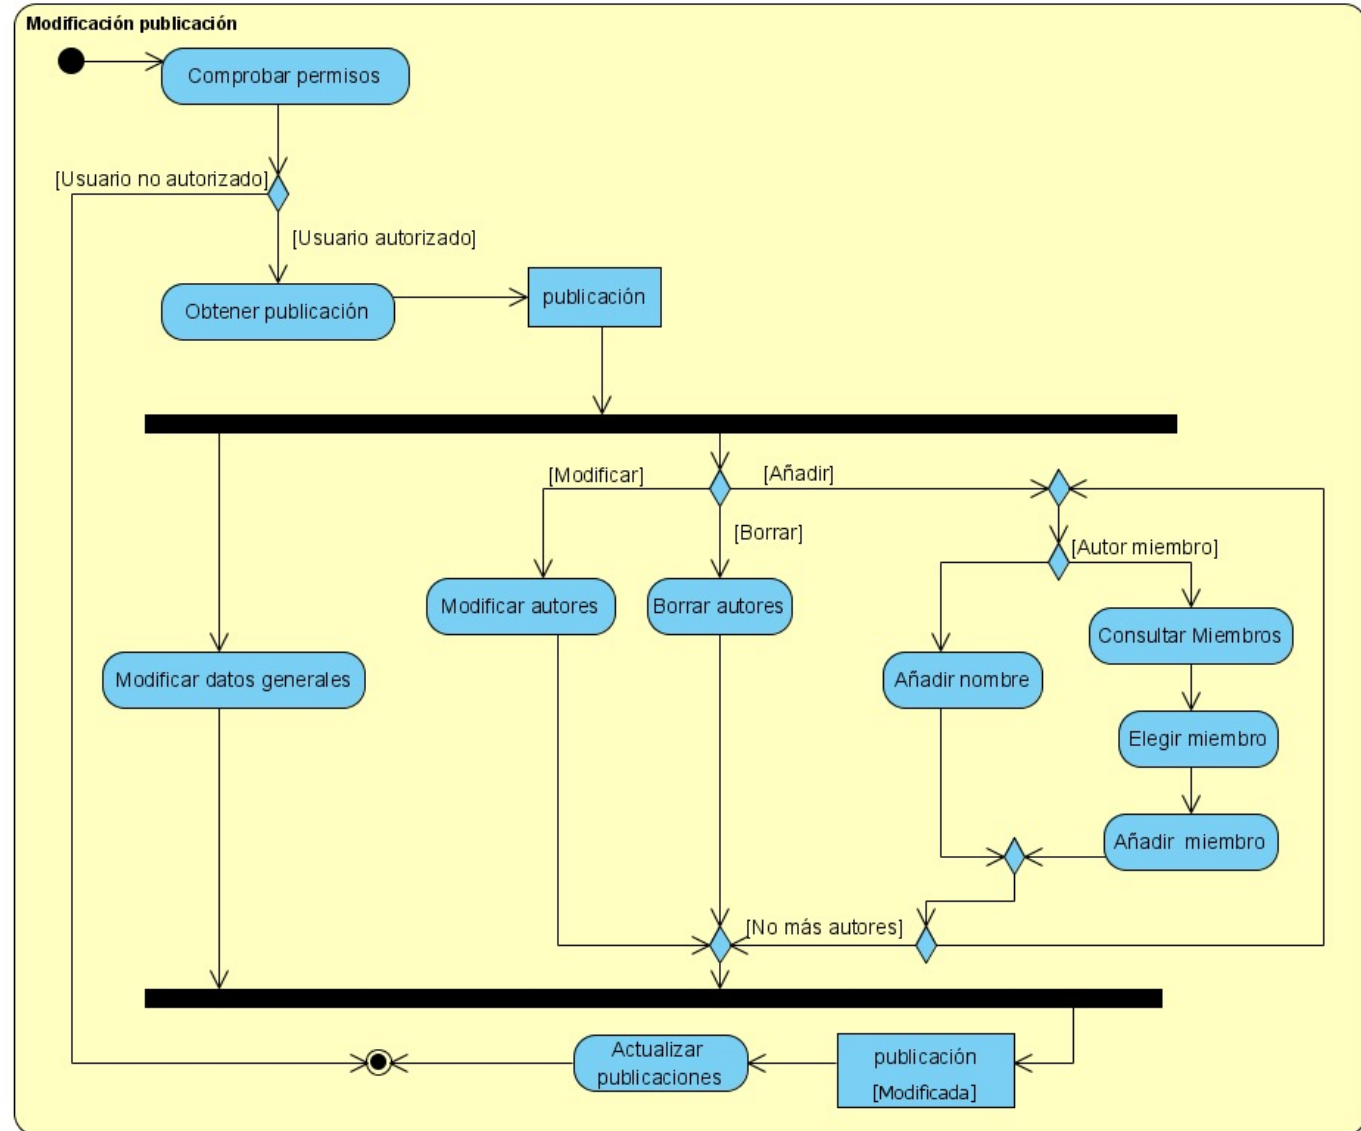 Modificación publicación
Comprobar permisos
[Usuario no autorizado]
[Usuario autorizado]
Obtener publicación
publicación
[Modificar]
[Añadir]
[Borrar]
[Autor miembro]
Modificar autores
Borrar autores
Consultar Miembros
Modificar datos generales
Añadir nombre
Elegir miembro
Añadir miembro
[No más autores]
Actualizar
publicaciones
publicación
[Modificada]